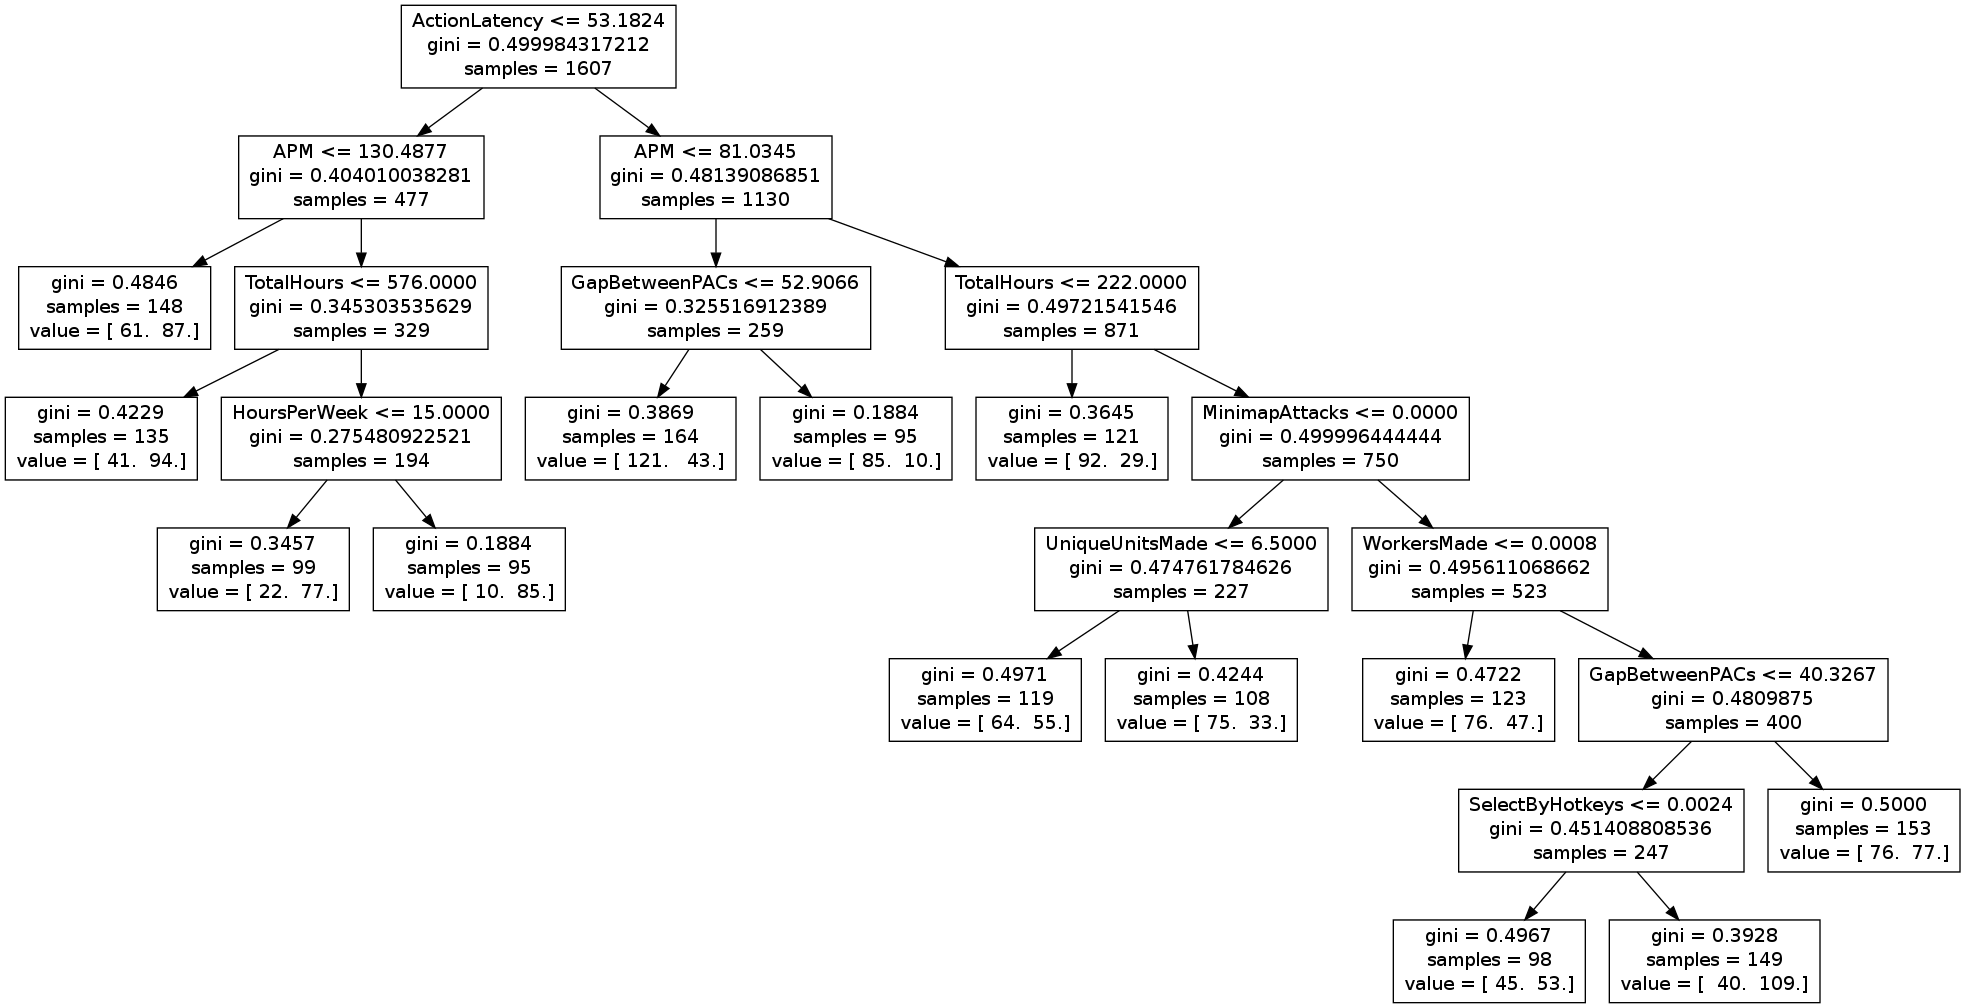 ActionLatency <= 53.1824
gini = 0.499984317212
samples = 1607
APM <= 130.4877
gini = 0.404010038281
samples = 477
APM <= 81.0345
gini = 0.48139086851
samples = 1130
gini = 0.4846
samples = 148
value = [ 61.  87.]
TotalHours <= 576.0000
gini = 0.345303535629
samples = 329
GapBetweenPACs <= 52.9066
gini = 0.325516912389
samples = 259
TotalHours <= 222.0000
gini = 0.49721541546
samples = 871
gini = 0.4229
samples = 135
value = [ 41.  94.]
HoursPerWeek <= 15.0000
gini = 0.275480922521
samples = 194
gini = 0.3869
samples = 164
value = [ 121.   43.]
gini = 0.1884
samples = 95
value = [ 85.  10.]
gini = 0.3645
samples = 121
value = [ 92.  29.]
MinimapAttacks <= 0.0000
gini = 0.499996444444
samples = 750
gini = 0.3457
samples = 99
value = [ 22.  77.]
gini = 0.1884
samples = 95
value = [ 10.  85.]
UniqueUnitsMade <= 6.5000
gini = 0.474761784626
samples = 227
WorkersMade <= 0.0008
gini = 0.495611068662
samples = 523
gini = 0.4971
samples = 119
value = [ 64.  55.]
gini = 0.4244
samples = 108
value = [ 75.  33.]
gini = 0.4722
samples = 123
value = [ 76.  47.]
GapBetweenPACs <= 40.3267
gini = 0.4809875
samples = 400
SelectByHotkeys <= 0.0024
gini = 0.451408808536
samples = 247
gini = 0.5000
samples = 153
value = [ 76.  77.]
gini = 0.4967
samples = 98
value = [ 45.  53.]
gini = 0.3928
samples = 149
value = [  40.  109.]